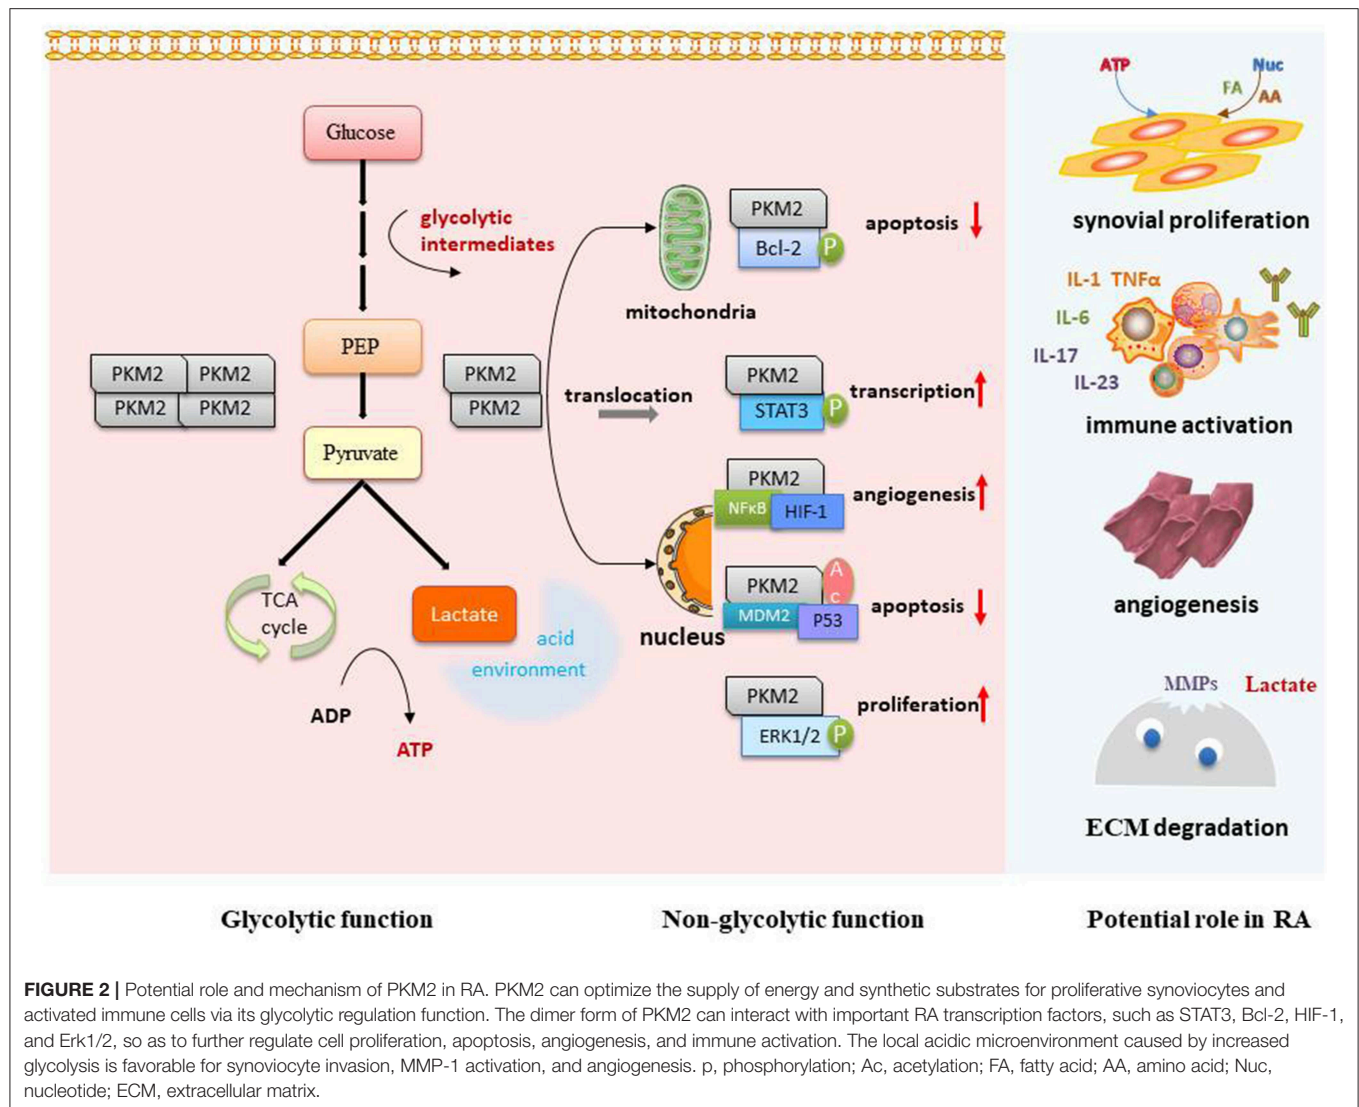 Glucose
glycolytic
intermediates
PEP
PKM2 PKM2
PKM2 PKM2
PKM2
PKM2
Pyruvate
TCA
cycle
Lactate
acid
environment
ADP
ATP
translocation
mitochondria
nucleus
PKM2
Bcl-2 P
apoptosis
PKM2
STAT3 P
transcription
PKM2
NFκB HIF-1
angiogenesis
PKM2
A
c
MDM2 P53
apoptosis
PKM2
ERK1/2 P
proliferation
ATP Nuc
FA AA
synovial proliferation
IL-1 TNFα
IL-6
IL-17
IL-23
immune activation
angiogenesis
MMPs Lactate
ECM degradation
Glycolytic function
Non-glycolytic function
Potential role in RA
FIGURE 2 | Potential role and mechanism of PKM2 in RA. PKM2 can optimize the supply of energy and synthetic substrates for proliferative synoviocytes and
activated immune cells via its glycolytic regulation function. The dimer form of PKM2 can interact with important RA transcription factors, such as STAT3, Bcl-2, HIF-1,
and Erk1/2, so as to further regulate cell proliferation, apoptosis, angiogenesis, and immune activation. The local acidic microenvironment caused by increased
glycolysis is favorable for synoviocyte invasion, MMP-1 activation, and angiogenesis. p, phosphorylation; Ac, acetylation; FA, fatty acid; AA, amino acid; Nuc,
nucleotide; ECM, extracellular matrix.